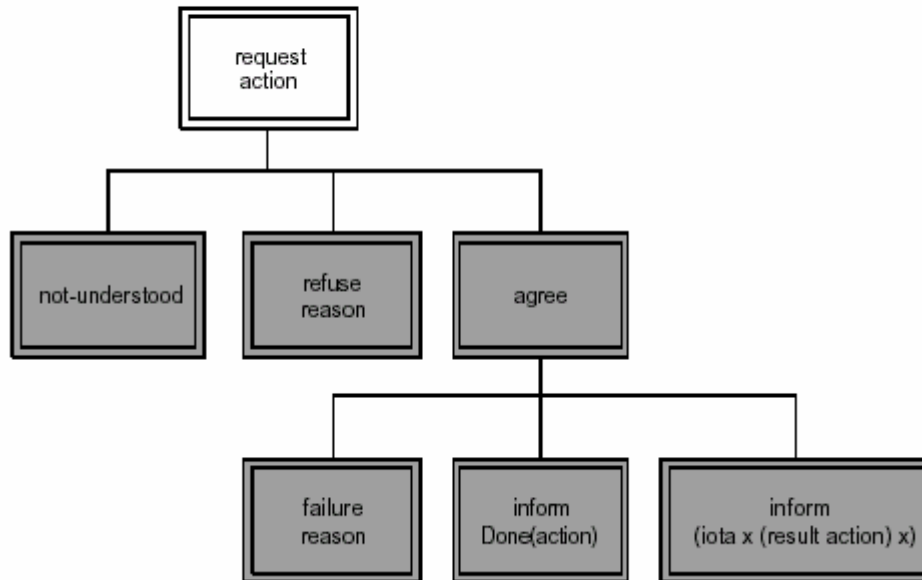 request
action
not-understood
refuse
reason
agree
failure
reason
inform
Done(action)
inform
(iota x (result action) x)